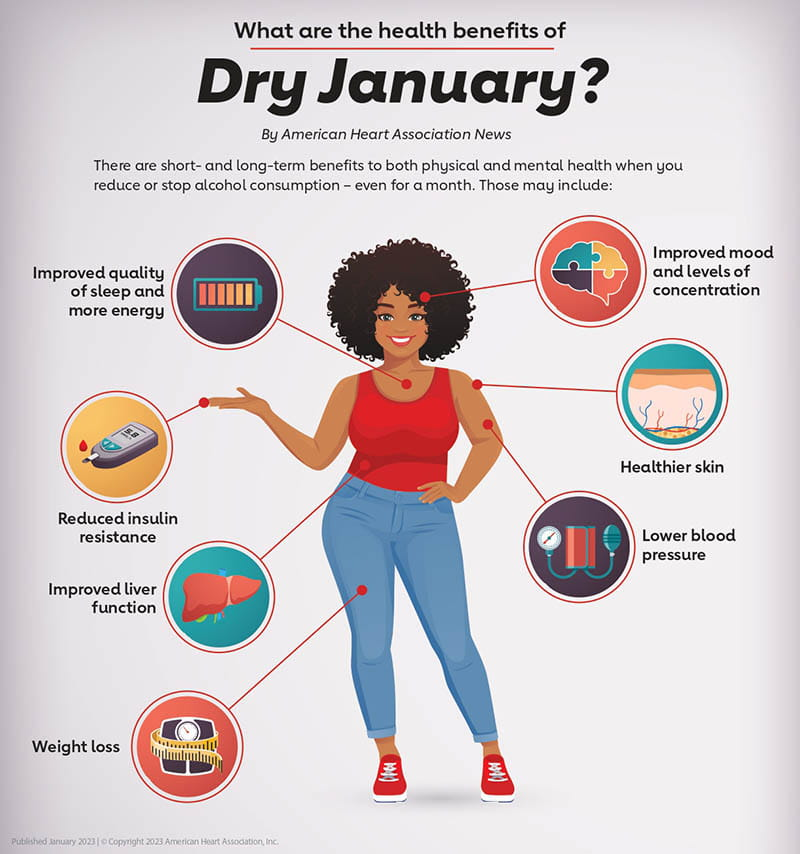 What are the health benefits of
Dry January?
By American Heart Association News
There are short- and long-term benefits to both physical and mental health when you
reduce or stop alcohol consumption – even for a month. Those may include:
Improved quality
of sleep and
more energy
Improved mood
and levels of
concentration
5.8
Healthier skin
Reduced insulin
resistance
Lower blood
pressure
Improved liver
function
Weight loss
Published January 2023 | © Copyright 2023 American Heart Association, Inc.